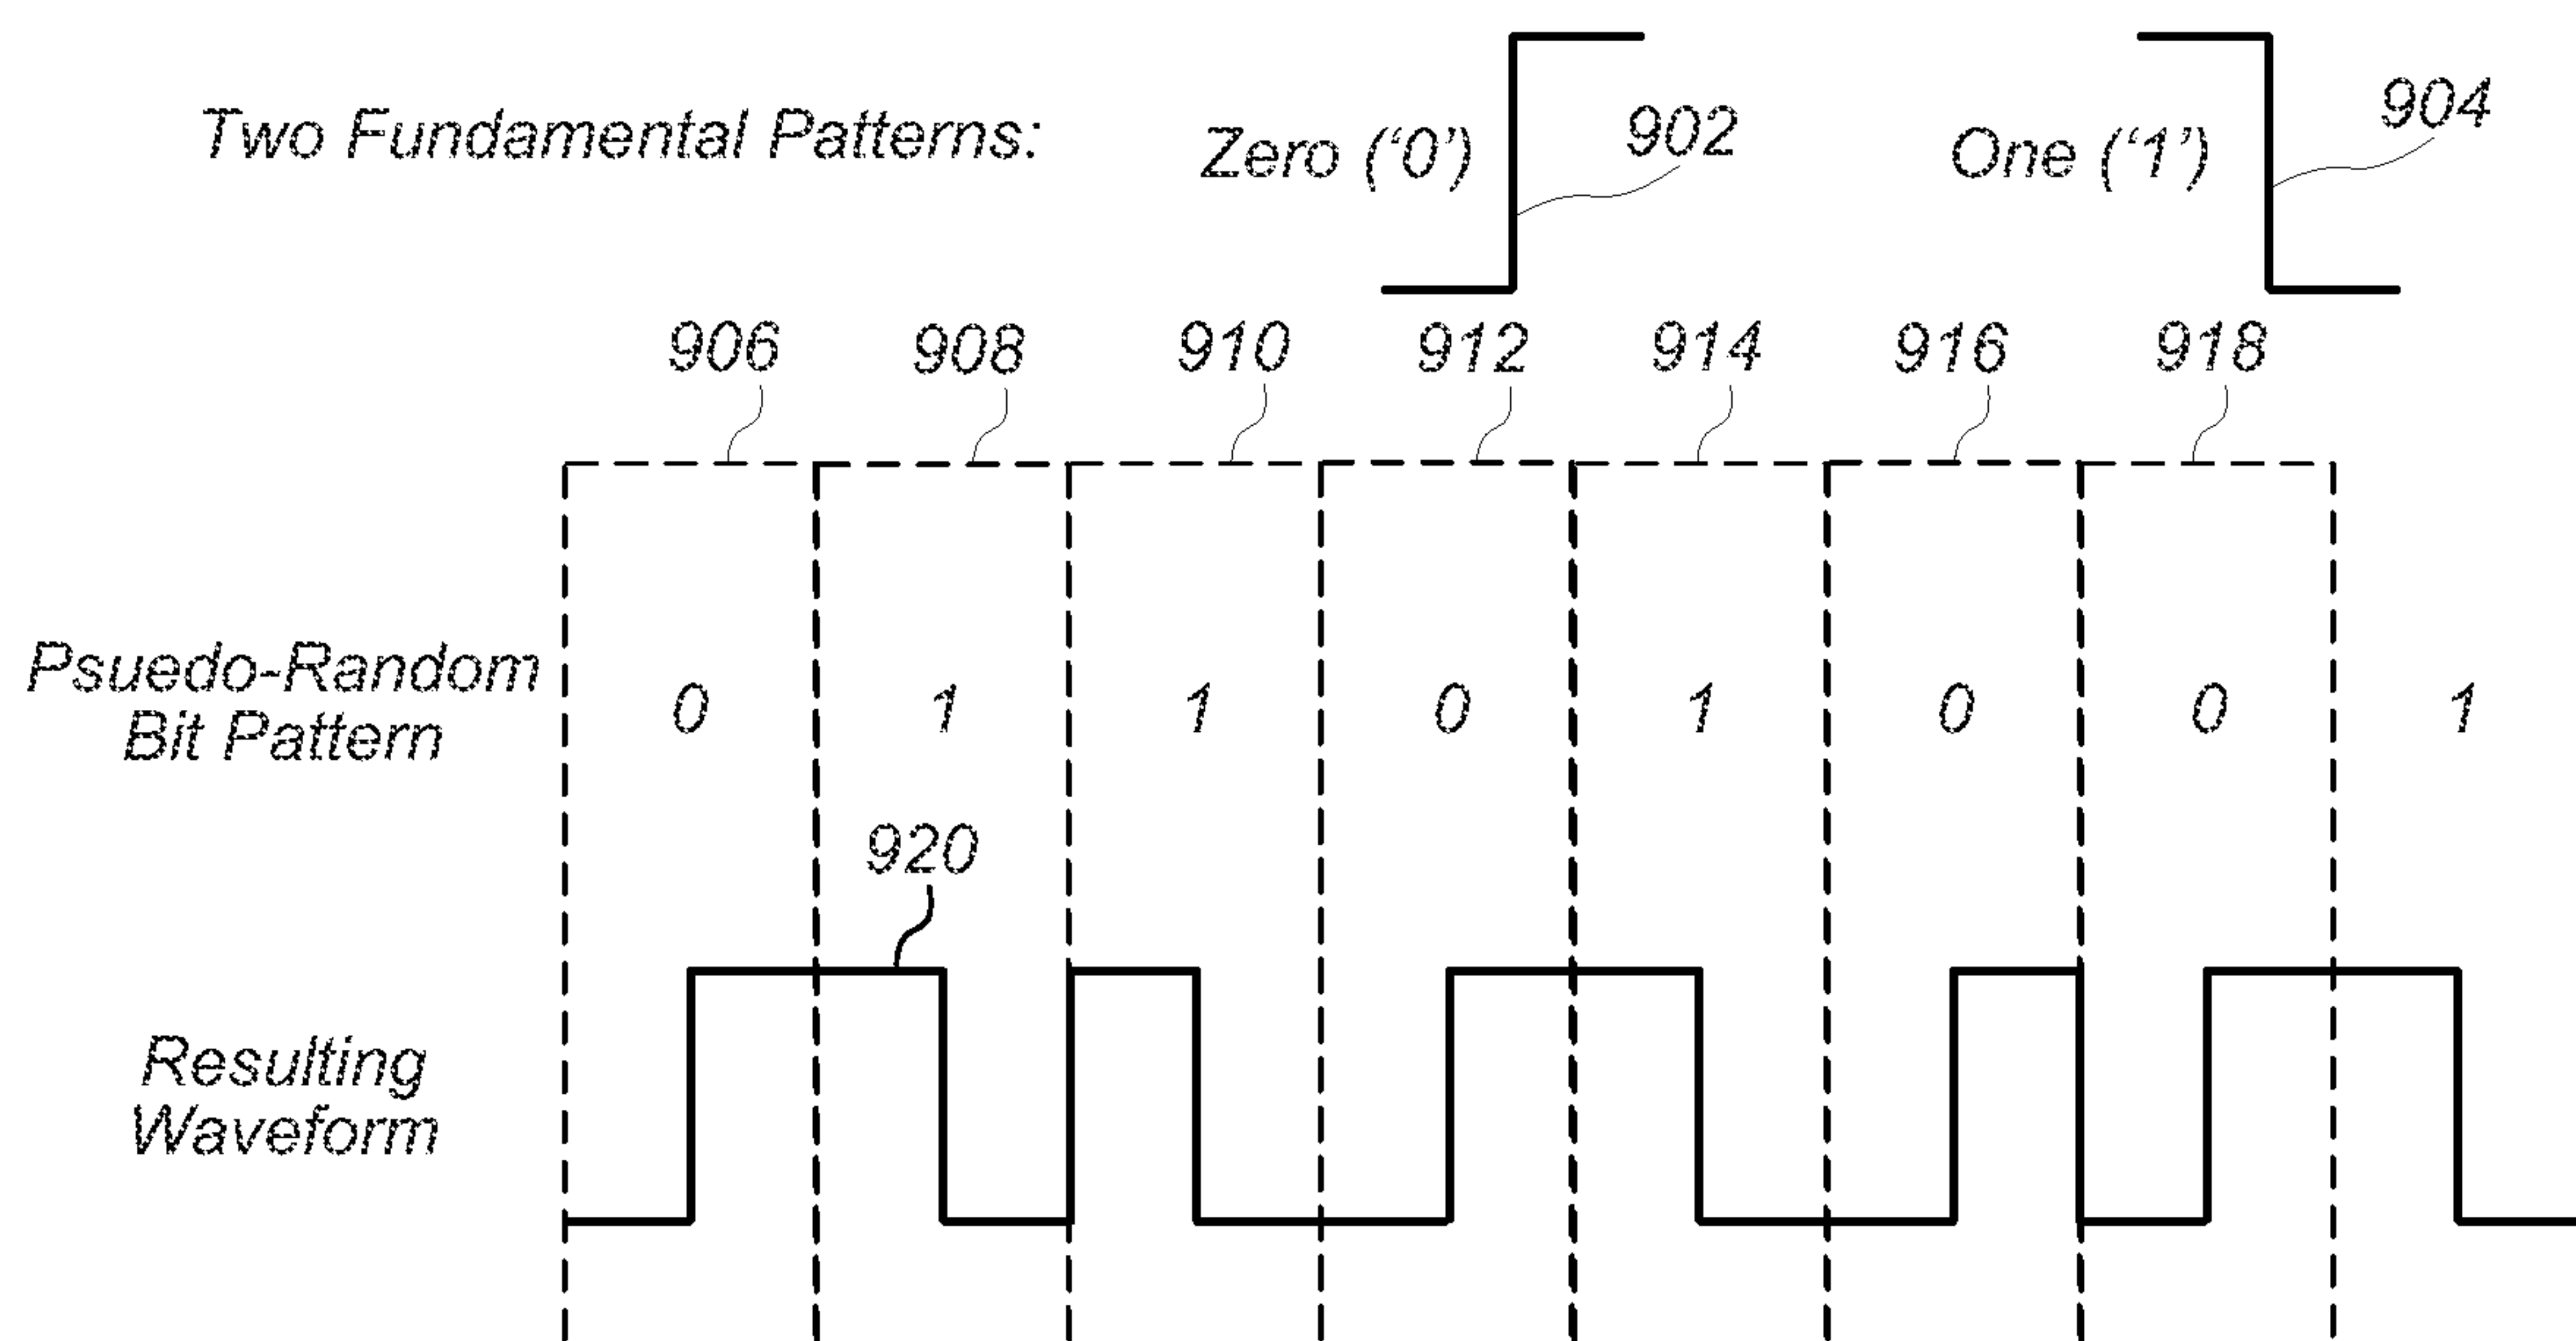 Two Fundamental Patterns: Zero (‘0’) 902 One (‘1’) 904
906 908 910 912 914 916 918
Psuedo-Random
Bit Pattern
0 1 1 0 1 0 0 1
920
Resulting
Waveform